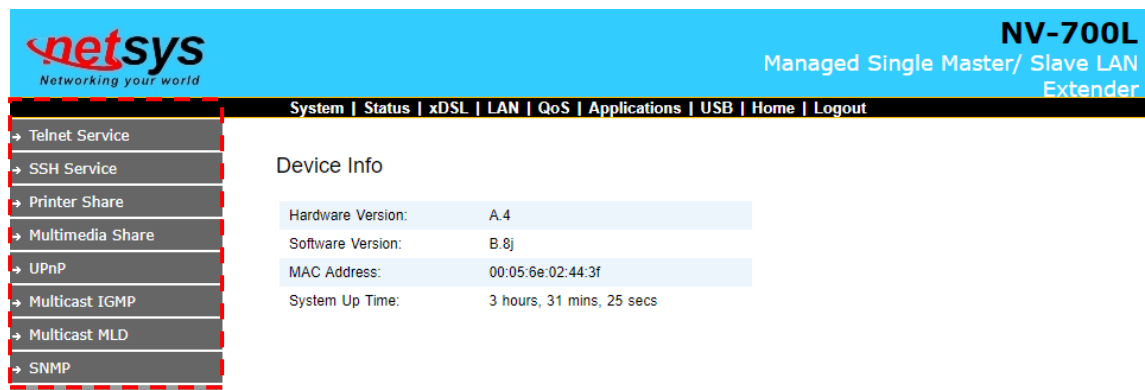 netsys
Networking your world
NV-700L
Managed Single Master/ Slave LAN
Extender
System | Status | xDSL | LAN | QoS | Applications | USB | Home | Logout
Telnet Service
SSH Service
Printer Share
Multimedia Share
UPnP
Multicast IGMP
Multicast MLD
SNMP
Device Info
Hardware Version: A.4
Software Version: B.8j
MAC Address: 00:05:6e:02:44:3f
System Up Time: 3 hours, 31 mins, 25 secs